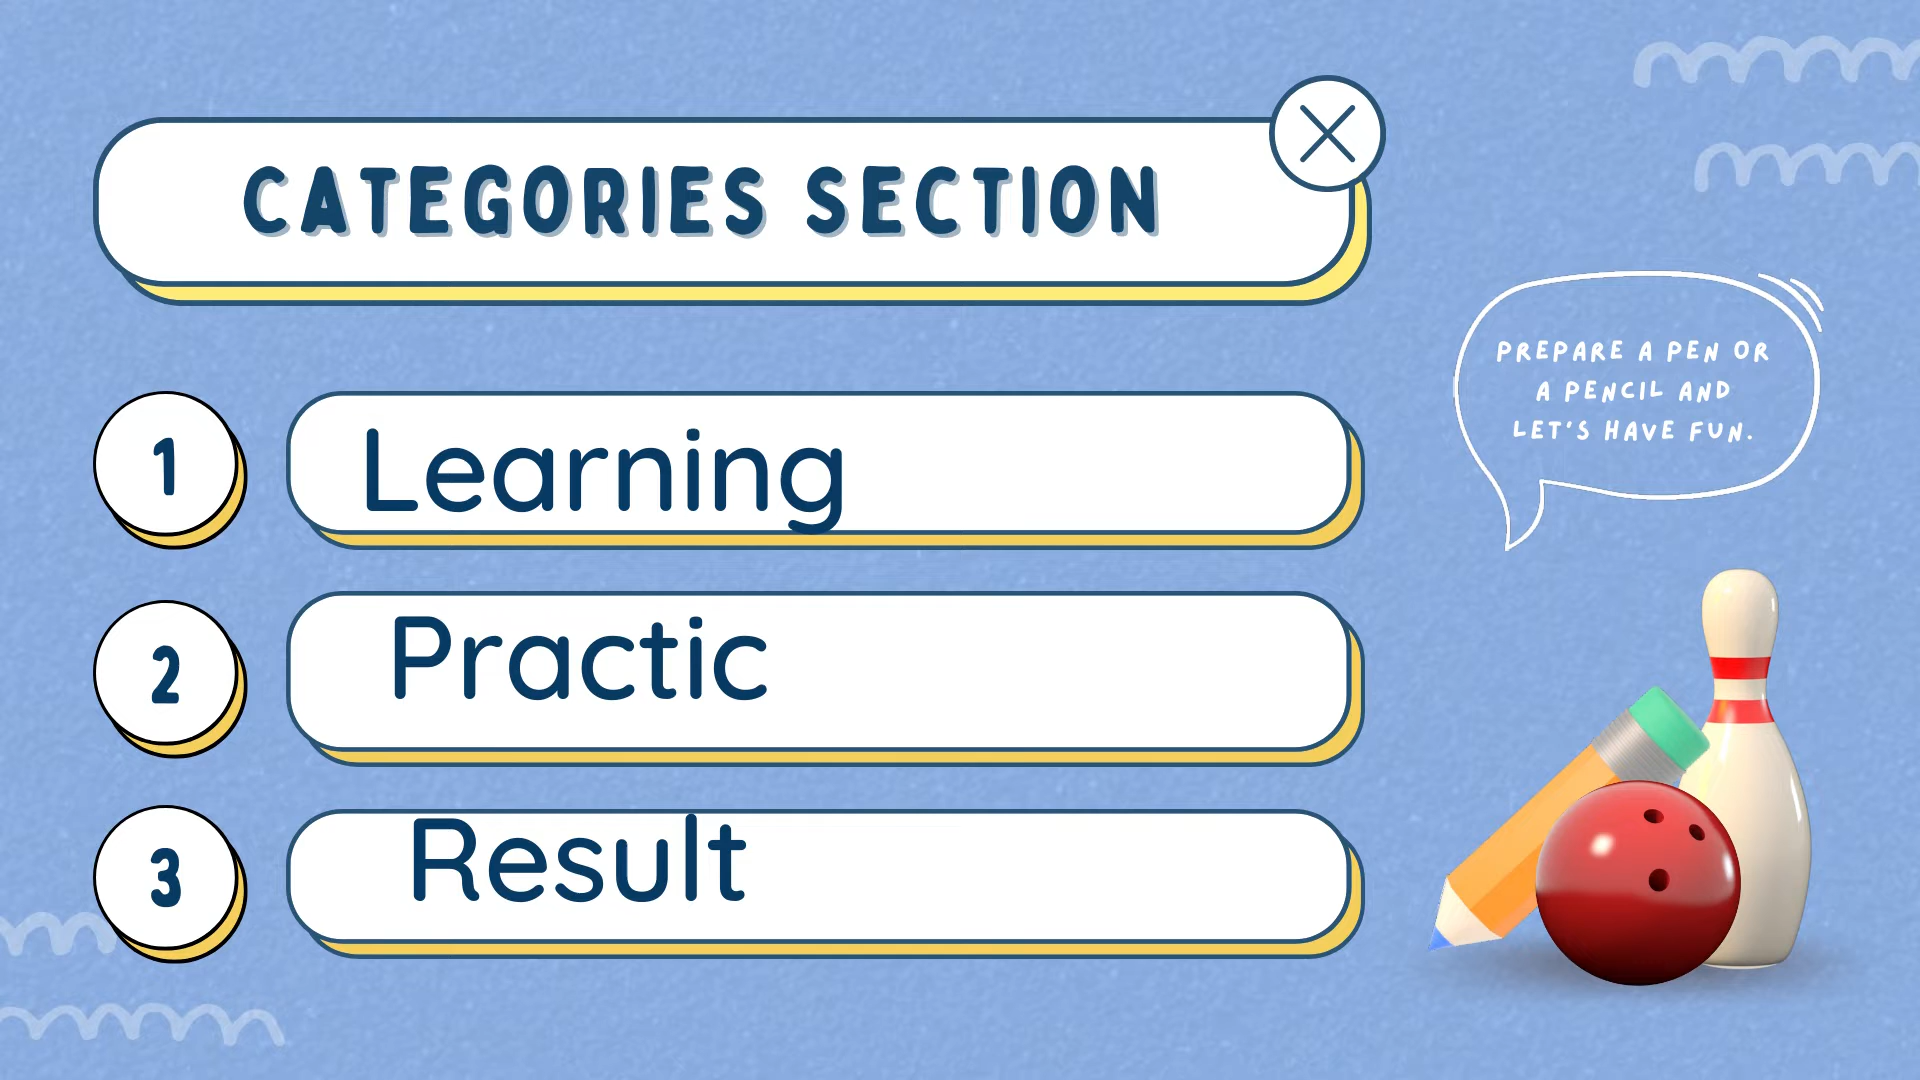 CATEGORIES SECTION
PREPARE A PEN OR
A PENCIL AND
LET'S HAVE FUN.
1
Learning
2
Practic
3
Result